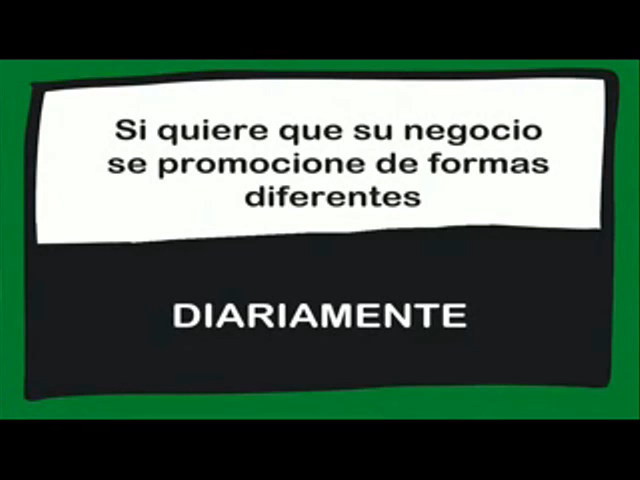 Si quiere que su negocio
se promocione de formas
diferentes
DIARIAMENTE